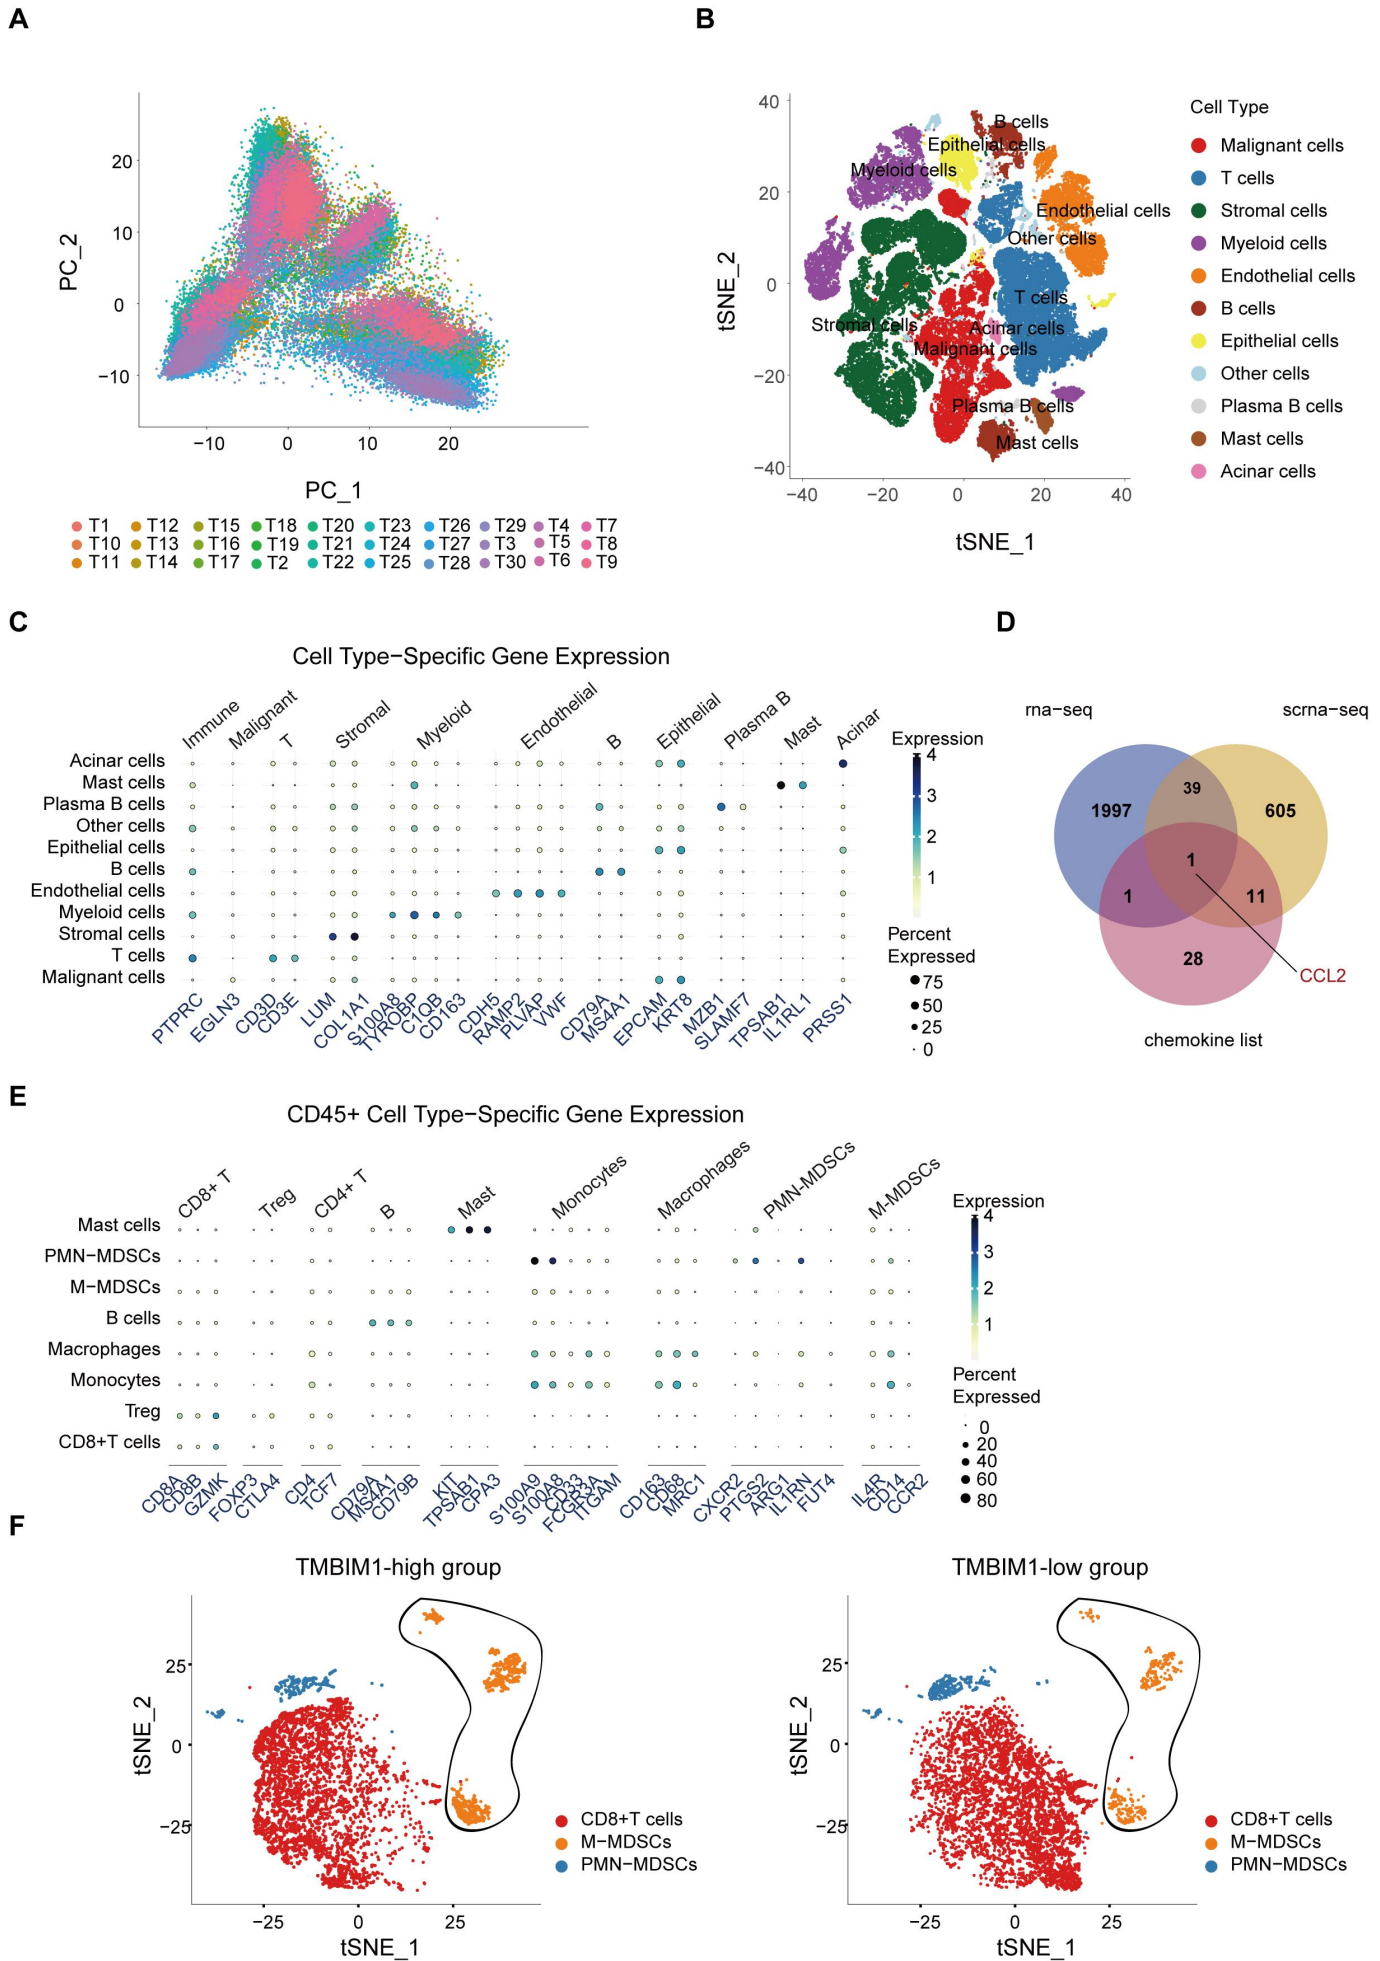 A
20
10
0
−10
PC_2
−10 0 10 20
PC_1
T1 T12 T15 T18 T20 T23 T26 T29 T4 T7
T10 T13 T16 T19 T21 T24 T27 T3 T5 T8
T11 T14 T17 T2 T22 T25 T28 T30 T6 T9
B
40
20
0
−20
−40
tSNE_2
−40 −20 0 20 40
tSNE_1
B cells
Epithelial cells
Myeloid cells
Endothelial cells
Other cells
T cells
Stromal cells
Acinar cells
Malignant cells
Plasma B cells
Mast cells
Cell Type
Malignant cells
T cells
Stromal cells
Myeloid cells
Endothelial cells
B cells
Epithelial cells
Other cells
Plasma B cells
Mast cells
Acinar cells
C
Cell Type−Specific Gene Expression
Immune Malignant T Stromal Myeloid Endothelial B Epithilial Plasma B Mast Acinar
Acinar cells
Mast cells
Plasma B cells
Other cells
Epithelial cells
B cells
Endothelial cells
Myeloid cells
Stromal cells
T cells
Malignant cells
PTPRC EGLN3 CD3D CD3E LUM COL1A1 S100A8 TYROBP C1QB CD163 CDH5 RAMP2 PLVAP VWF CD79A MS4A1 EPCAM KRT8 MZB1 SLAMF7 TPSAB1 IL1RL1 PRSS1
Expression
4
3
2
1
Percent
Expressed
75
50
25
0
D
rna−seq scrna−seq
39
1997 605
1
1 11
28
CCL2
chemokine list
E
CD45+ Cell Type−Specific Gene Expression
CD8+ T Treg CD4+ T B Mast Monocytes Macrophages PMN-MDSCs M-MDSCs
Mast cells
PMN−MDSCs
M−MDSCs
B cells
Macrophages
Monocytes
Treg
CD8+T cells
CD8A CD8B GZMK FOXP3 CTLA4 CD4 TCF7 CD79A MS4A1 CD79B KIT TPSAB1 CPA3 S100A9 S100A8 CD33 FCGR3A ITGAM CD163 CD68 MRC1 CXCR2 PTGS2 ARG1 IL1RN FUT4 IL4R CD14 CCR2
Expression
4
3
2
1
Percent
Expressed
0
20
40
60
80
F
TMBIM1-high group
25
0
−25
tSNE_2
−25 0 25
tSNE_1
CD8+T cells
M−MDSCs
PMN−MDSCs
TMBIM1-low group
25
0
−25
tSNE_2
−25 0 25
tSNE_1
CD8+T cells
M−MDSCs
PMN−MDSCs